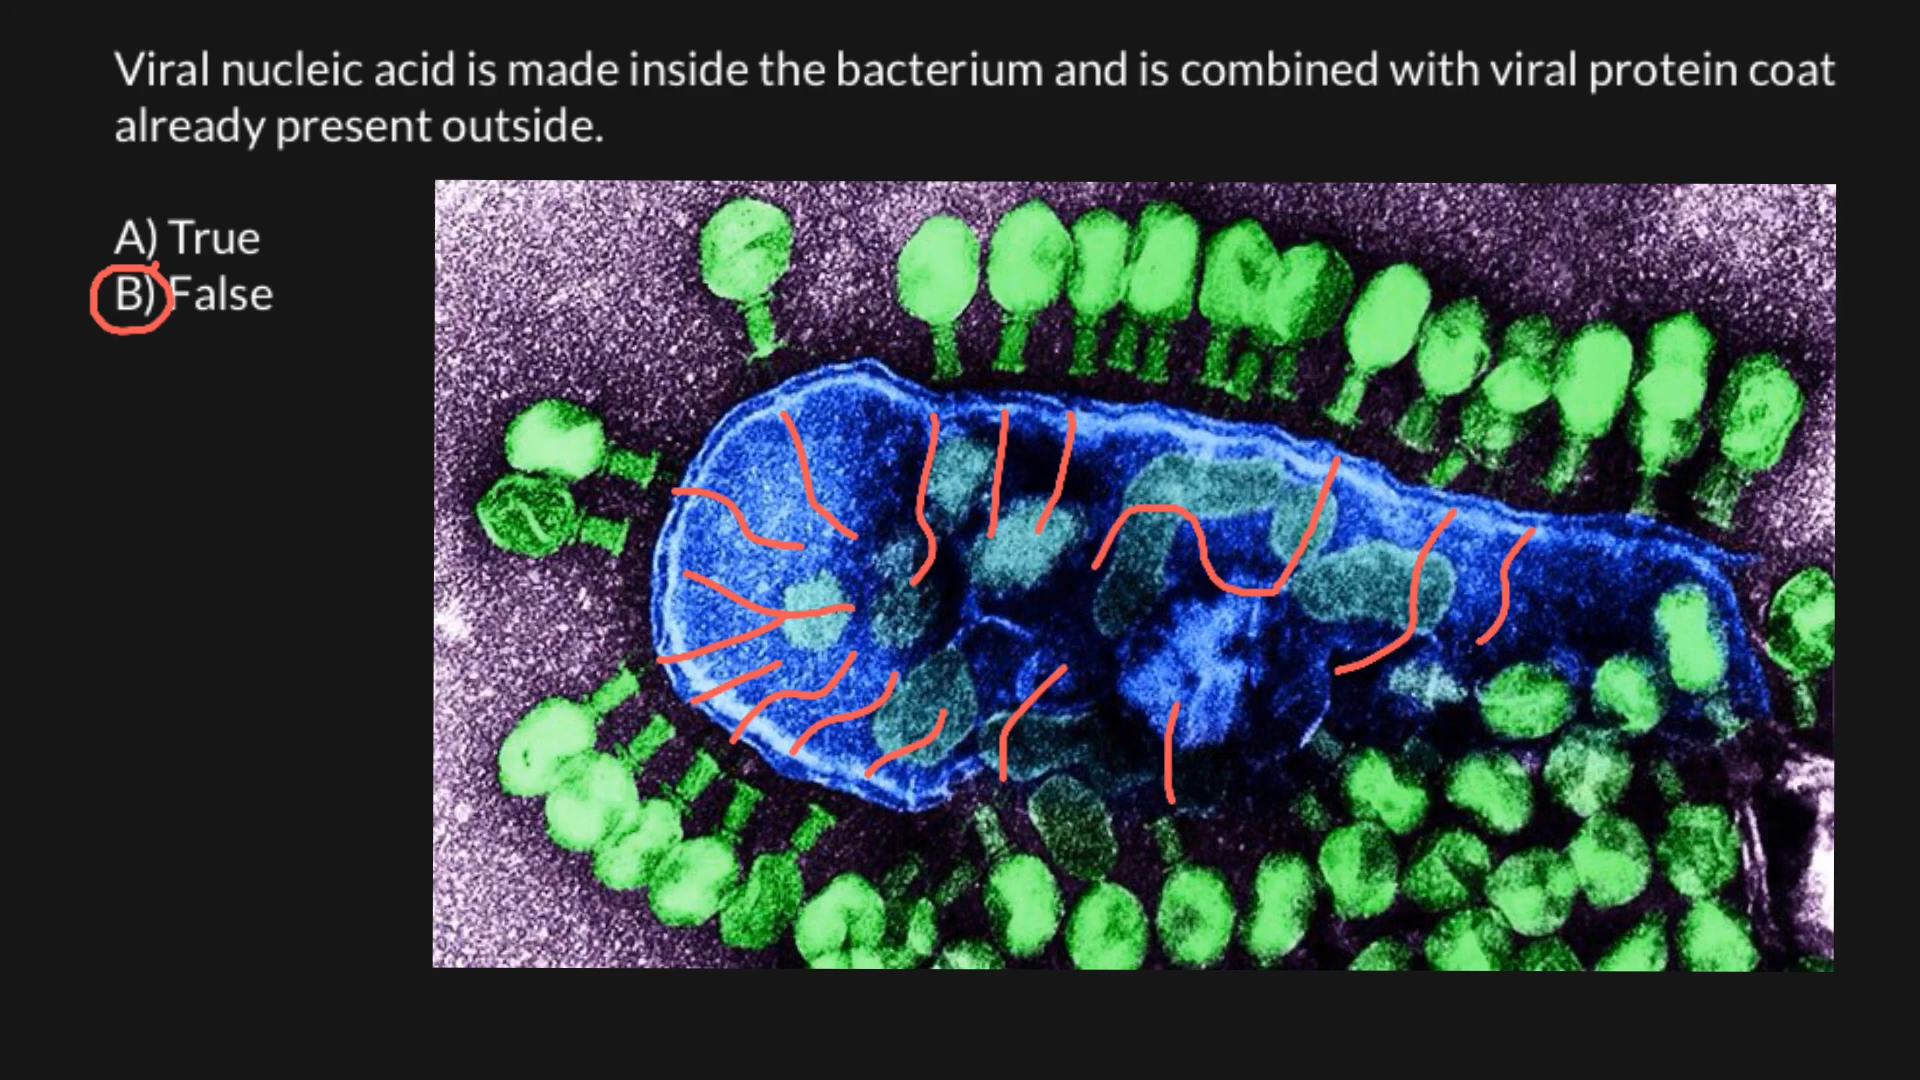 Viral nucleic acid is made inside the bacterium and is combined with viral protein coat
already present outside.
A) True
B) False